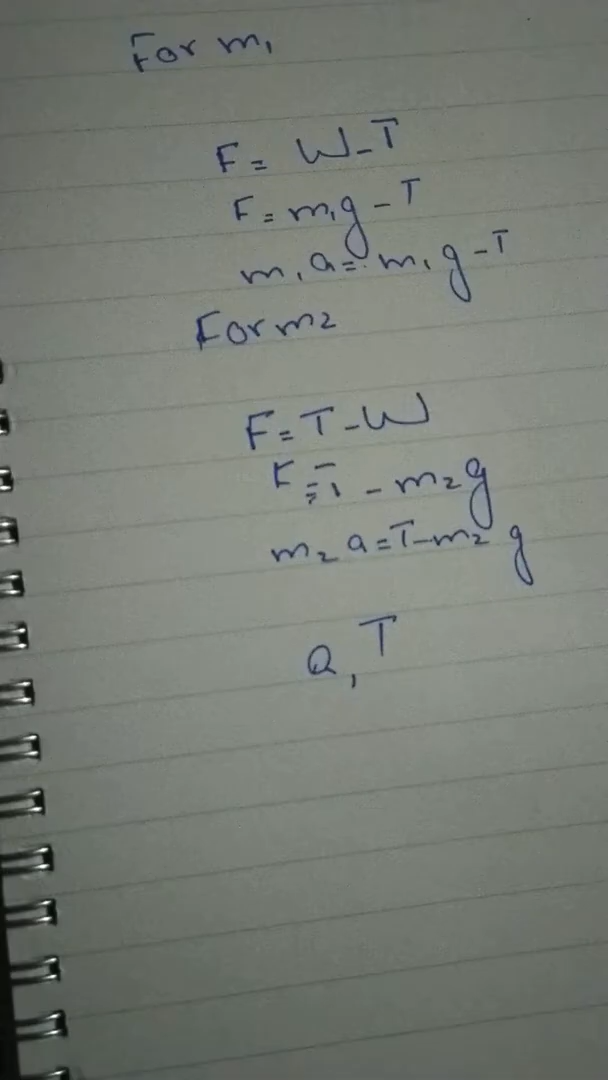 For m₁
F = W - T
F = m₁g - T
m₁a = m₁g - T
For m₂
F = T - W
F = T - m₂g
m₂a = T - m₂g
a, T